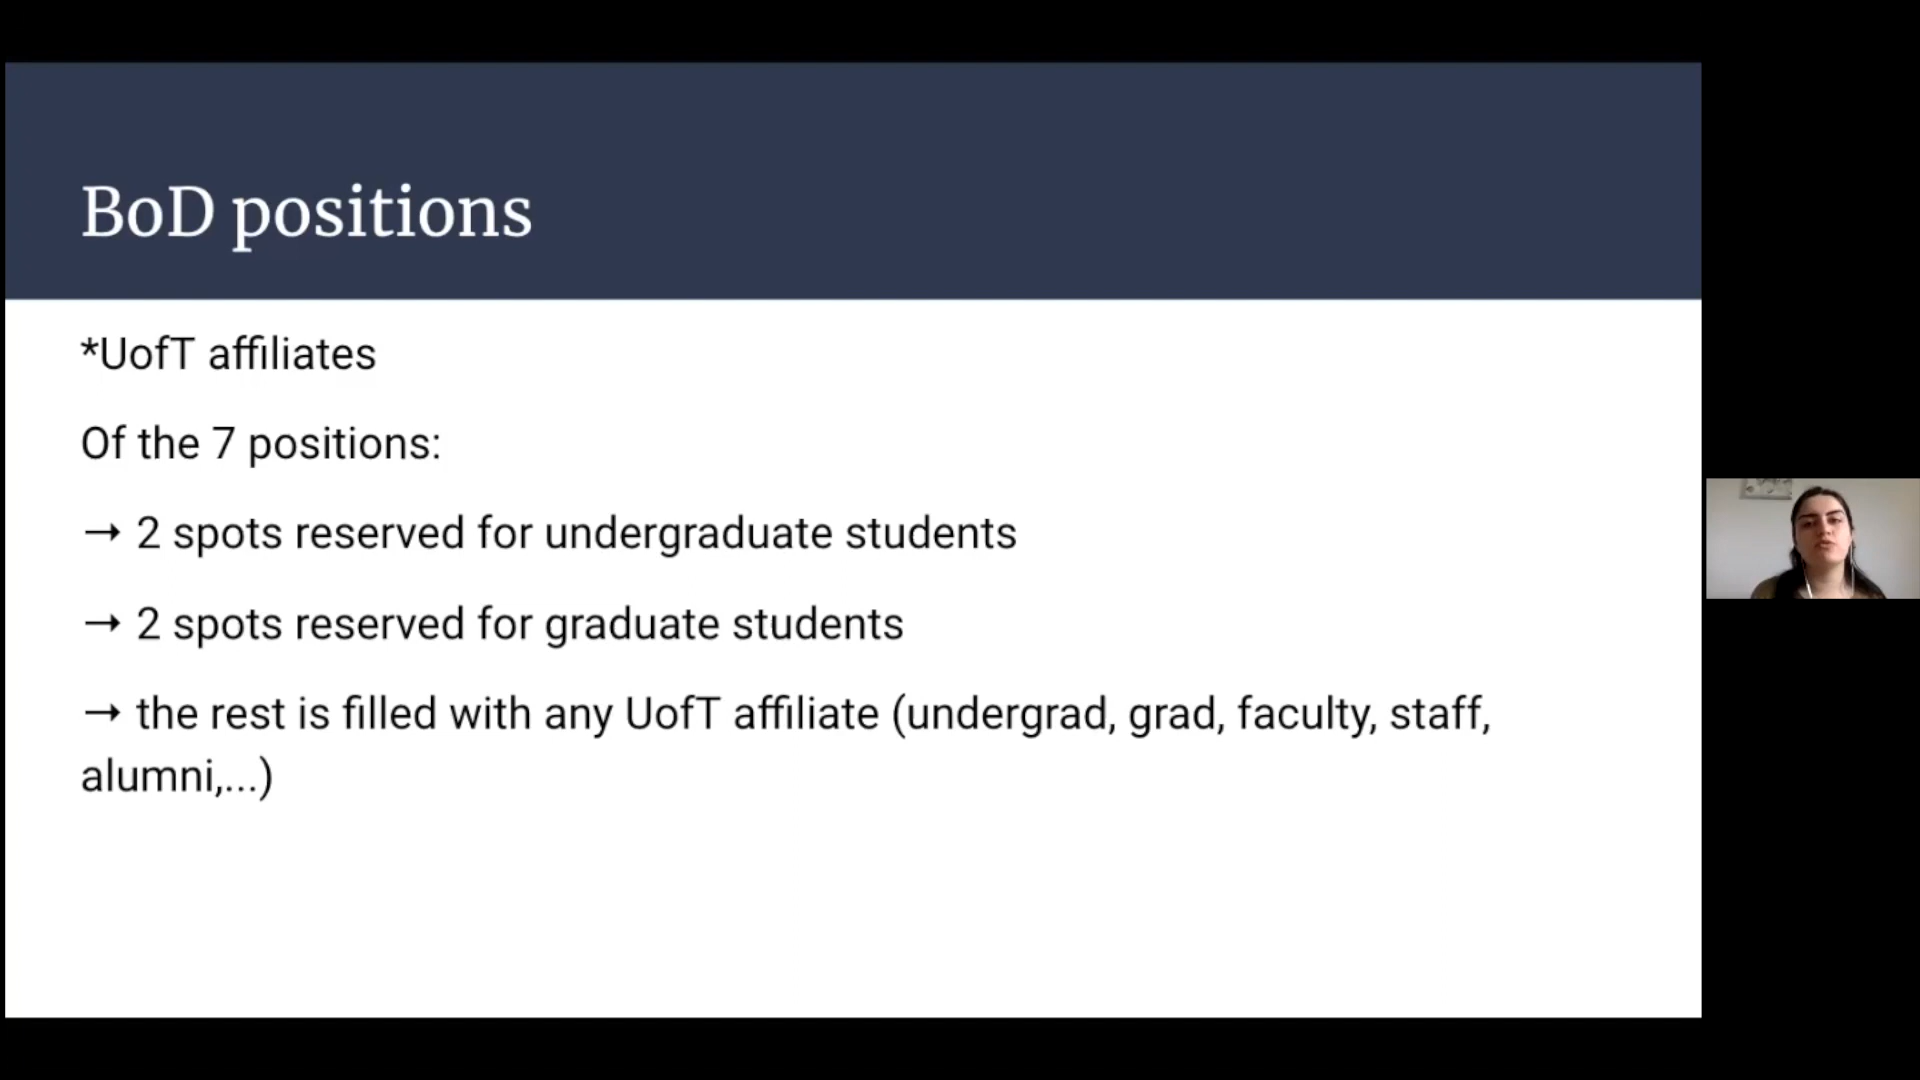 BoD positions
*UofT affiliates
Of the 7 positions:
→ 2 spots reserved for undergraduate students
→ 2 spots reserved for graduate students
→ the rest is filled with any UofT affiliate (undergrad, grad, faculty, staff,
alumni,...)